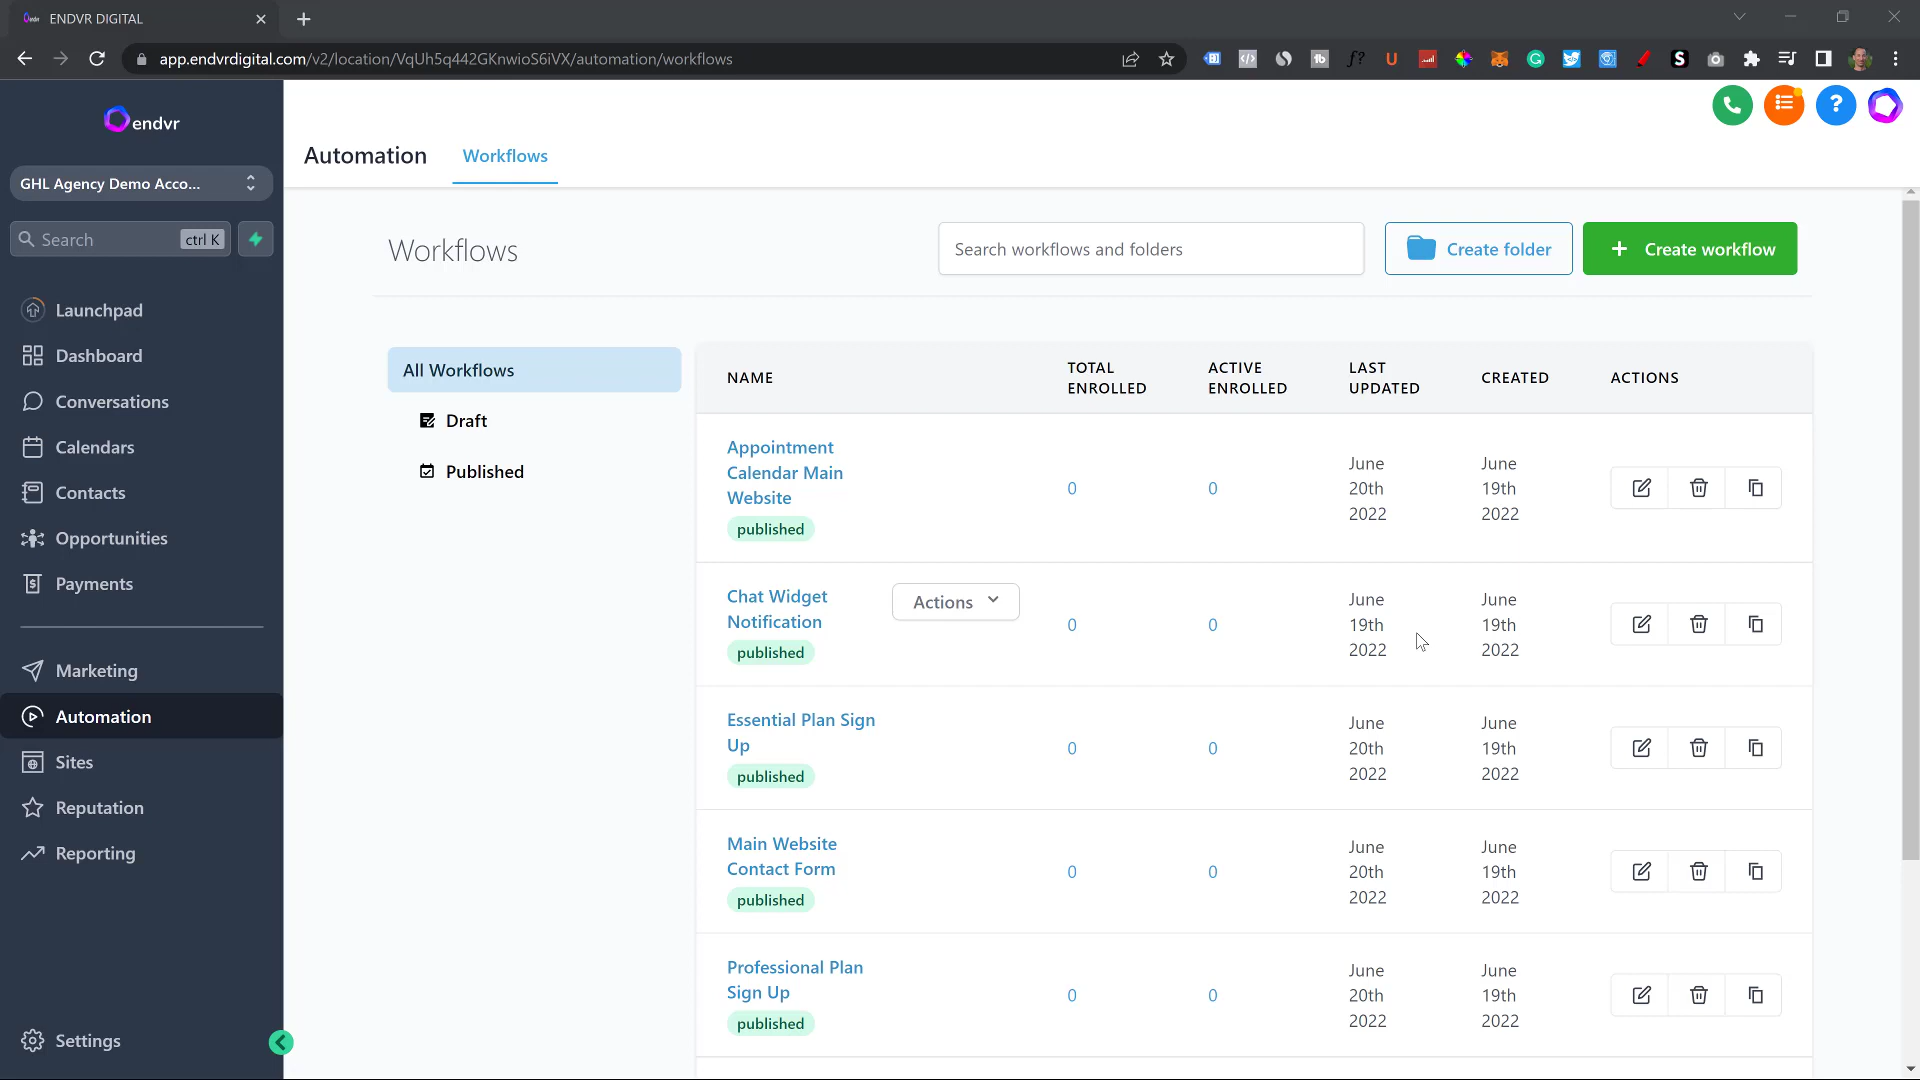 ENDVR DIGITAL
app.endvrdigital.com/v2/location/VqUh5q442GKnwioS6iVX/automation/workflows
endvr
GHL Agency Demo Acco...
Search ctrl K
Launchpad
Dashboard
Conversations
Calendars
Contacts
Opportunities
Payments
Marketing
Automation
Sites
Reputation
Reporting
Settings
Automation Workflows
Workflows
Search workflows and folders
Create folder
+ Create workflow
All Workflows
Draft
Published
NAME
TOTAL
ENROLLED
ACTIVE
ENROLLED
LAST
UPDATED
CREATED
ACTIONS
Appointment
Calendar Main
Website
published
0
0
June
20th
2022
June
19th
2022
Chat Widget
Notification
published
Actions
0
0
June
19th
2022
June
19th
2022
Essential Plan Sign
Up
published
0
0
June
20th
2022
June
19th
2022
Main Website
Contact Form
published
0
0
June
20th
2022
June
19th
2022
Professional Plan
Sign Up
published
0
0
June
20th
2022
June
19th
2022